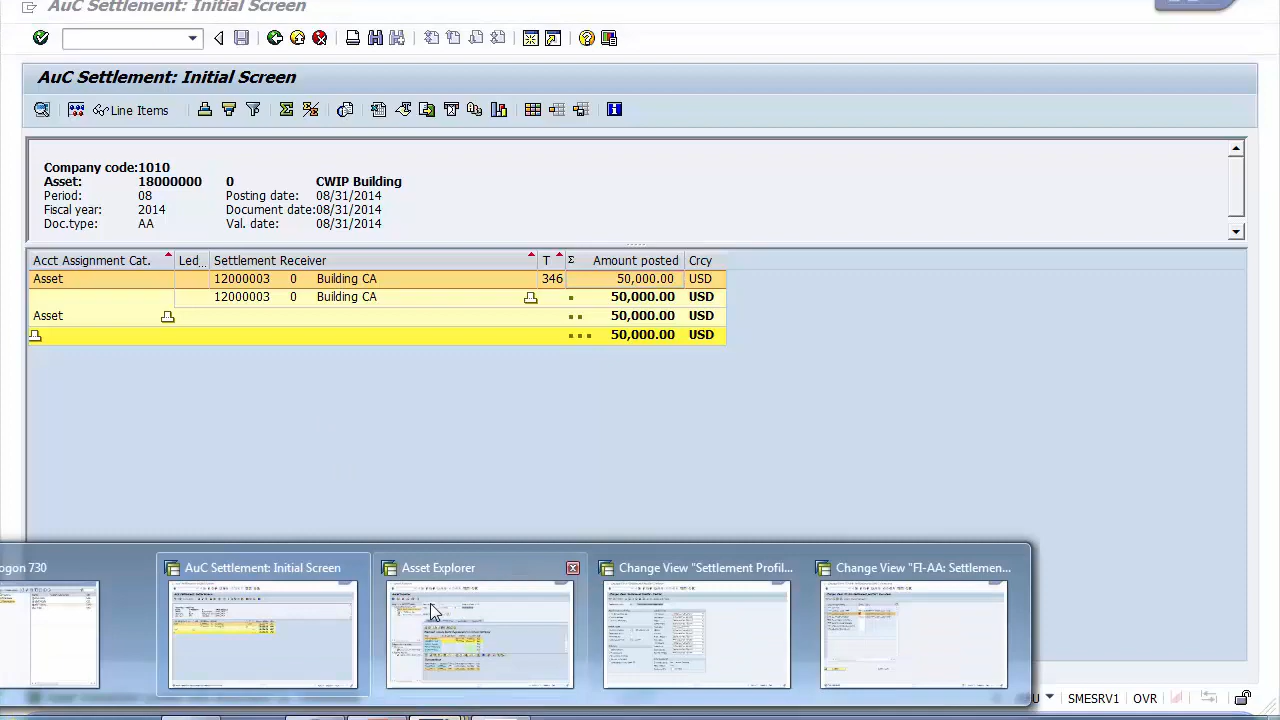 AuC Settlement: Initial Screen
AuC Settlement: Initial Screen
Line Items
Company code:1010
Asset: 18000000 0 CWIP Building
Period: 08 Posting date: 08/31/2014
Fiscal year: 2014 Document date:08/31/2014
Doc.type: AA Val. date: 08/31/2014
Acct Assignment Cat. Led... Settlement Receiver T Σ Amount posted Crcy
Asset 12000003 0 Building CA 346 50,000.00 USD
12000003 0 Building CA 50,000.00 USD
Asset 50,000.00 USD
50,000.00 USD
ogon 730 AuC Settlement: Initial Screen Asset Explorer Change View "Settlement Profil... Change View "FI-AA: Settlemen...
SMESRV1 OVR